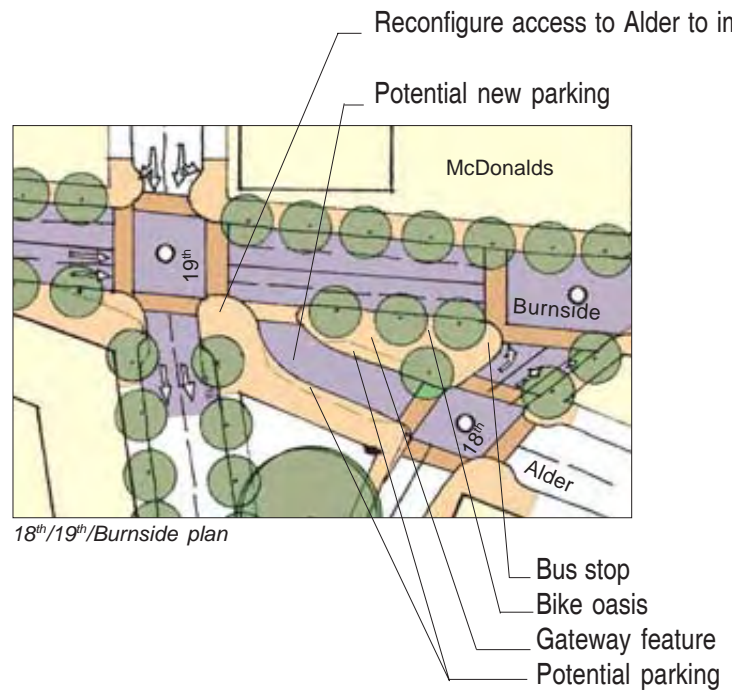 Reconfigure access to Alder to
Potential new parking
McDonalds
19th
Burnside
18th
Alder
18th/19th/Burnside plan
Bus stop
Bike oasis
Gateway feature
Potential parking